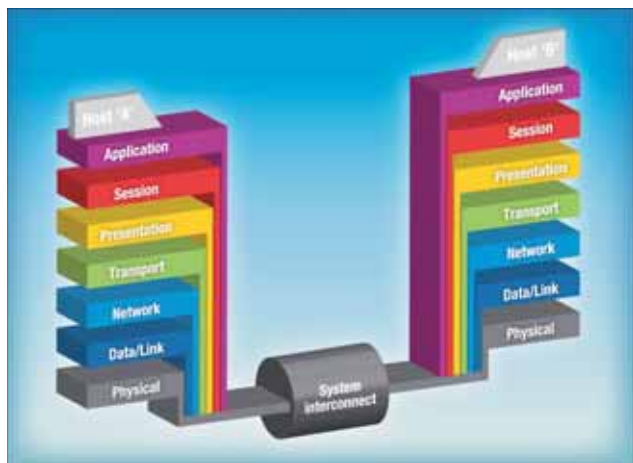 Host 'A'
Application
Session
Presentation
Transport
Network
Data/Link
Physical
System
interconnect
Host 'B'
Application
Session
Presentation
Transport
Network
Data/Link
Physical